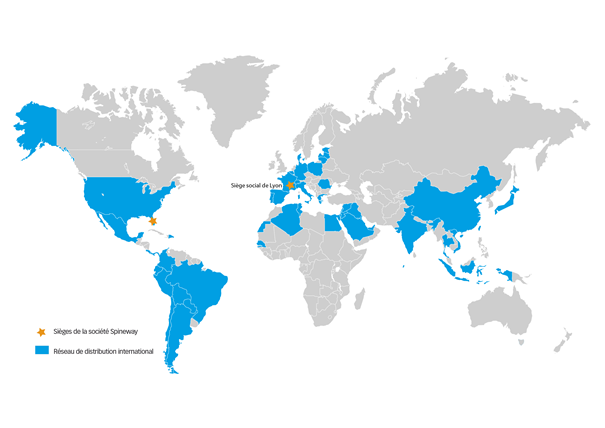 Siège social de Lyon
Sièges de la société Spineway
Réseau de distribution international